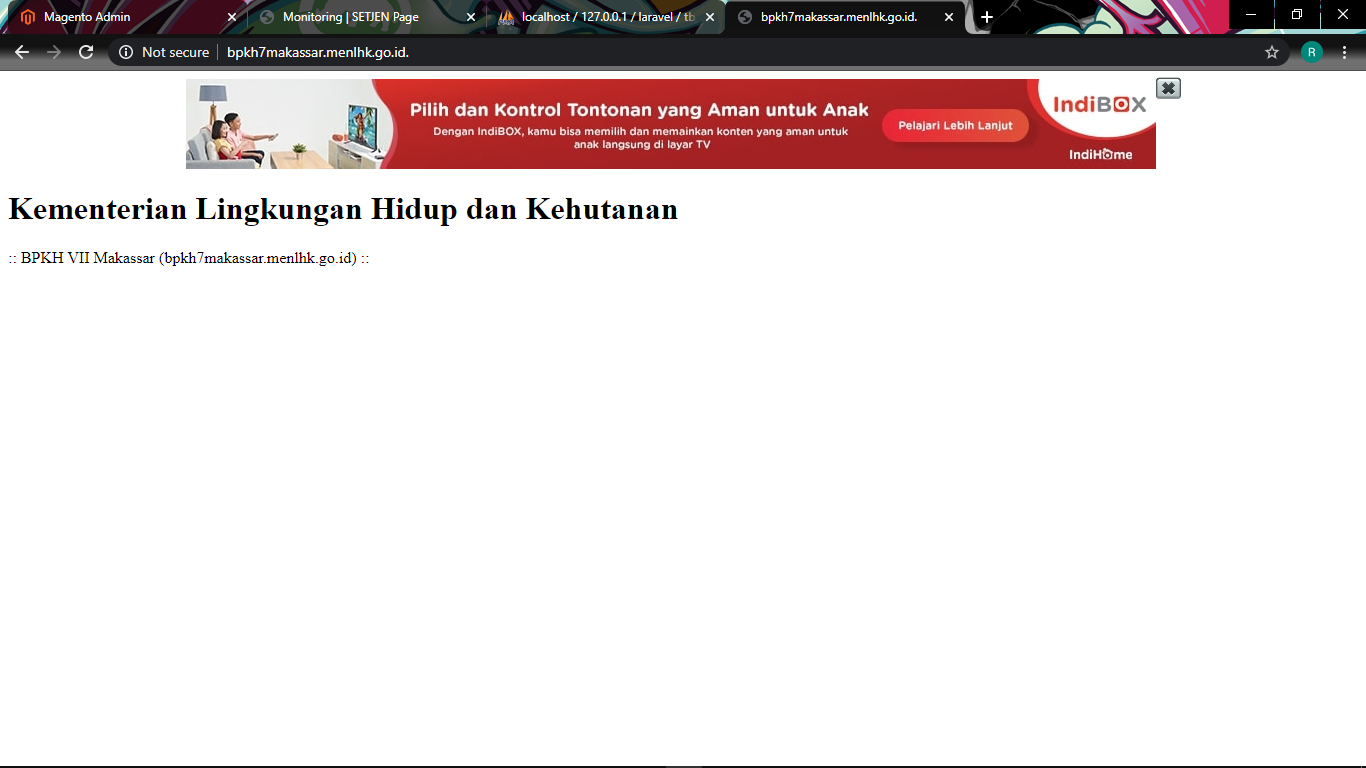 Magento Admin
Monitoring | SETJEN Page
localhost / 127.0.0.1 / laravel / tb
bpkh7makassar.menlhk.go.id.
Not secure
bpkh7makassar.menlhk.go.id.
R
Pilih dan Kontrol Tontonan yang Aman untuk Anak
Dengan IndiBOX, kamu bisa memilih dan memainkan konten yang aman untuk
anak langsung di layar TV
Pelajari Lebih Lanjut
IndiBOX
IndiHome
Kementerian Lingkungan Hidup dan Kehutanan
:: BPKH VII Makassar (bpkh7makassar.menlhk.go.id) ::